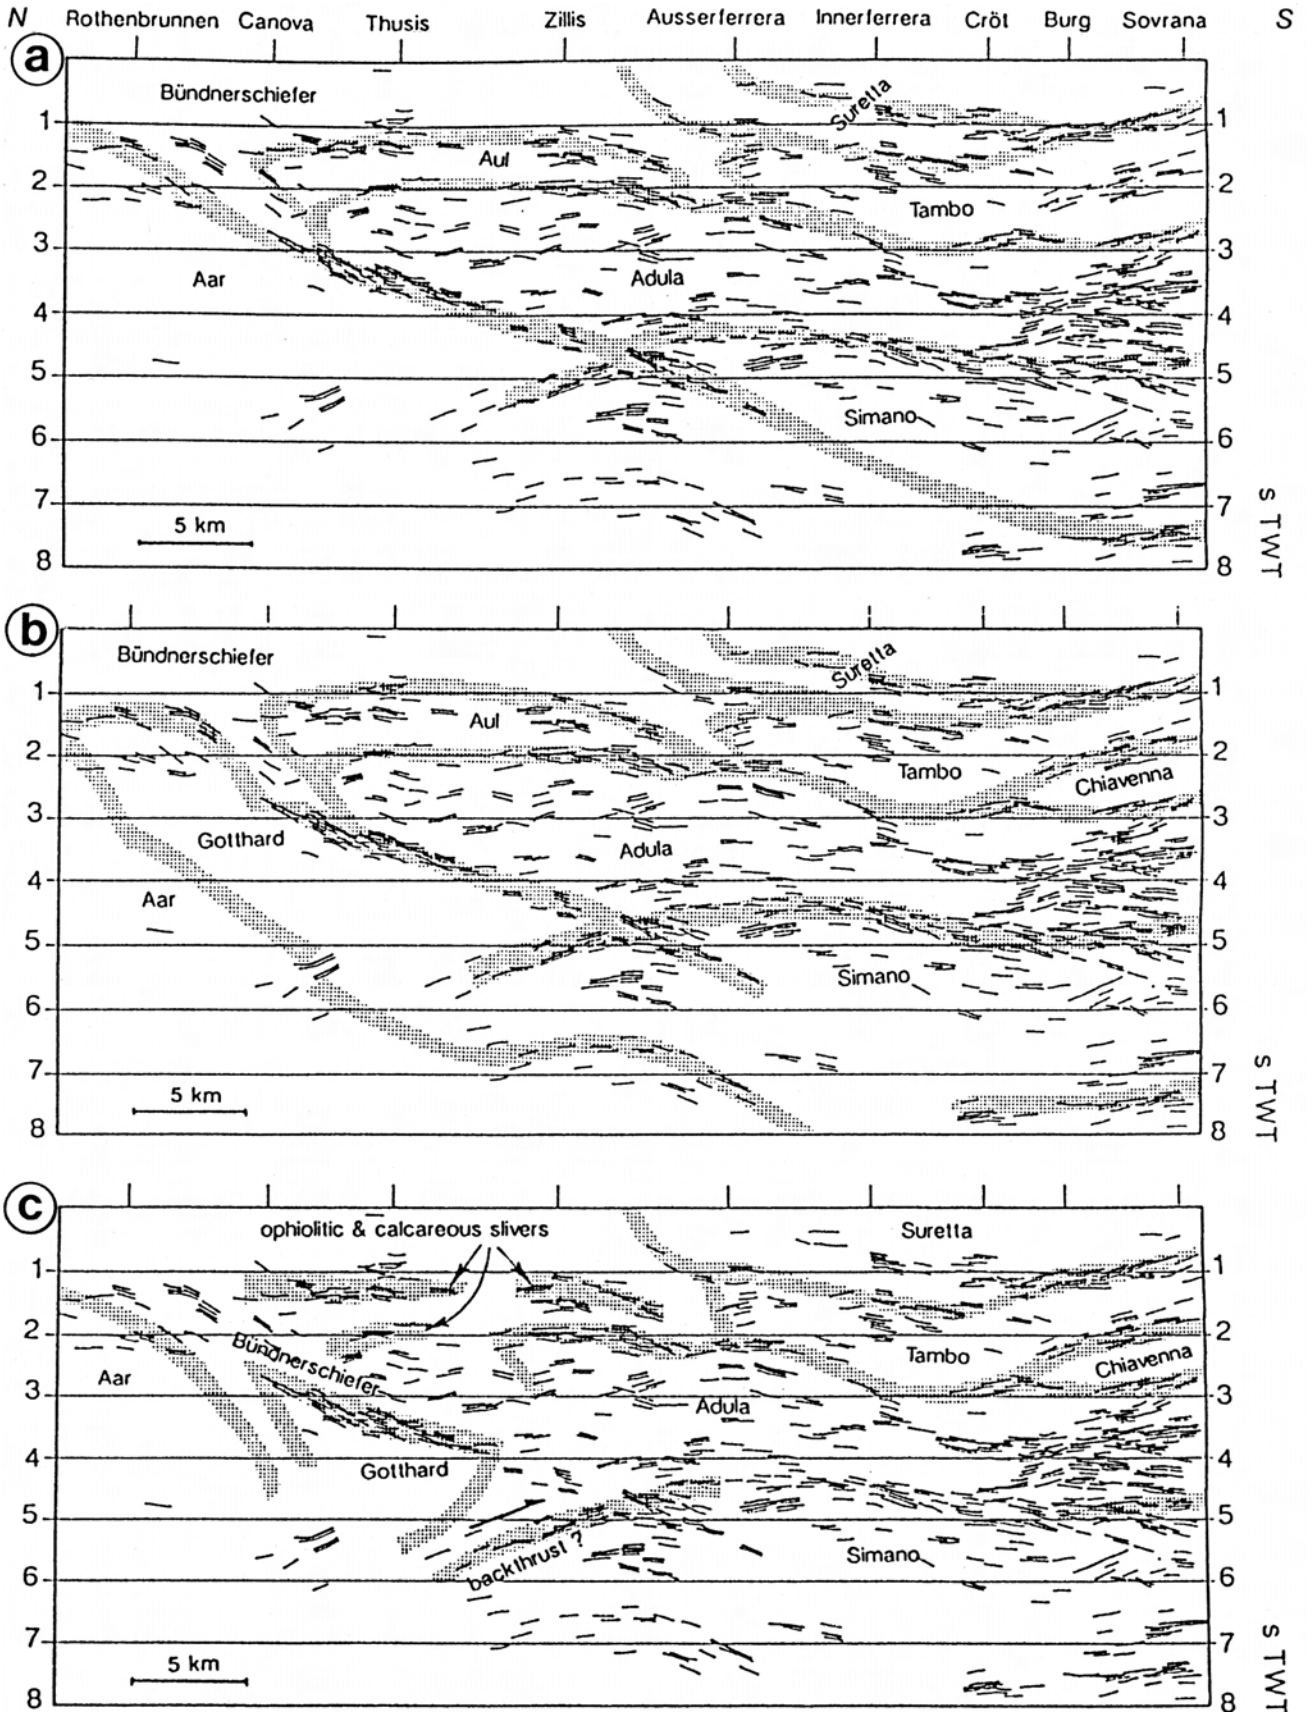 N Rothenbrunnen Canova Thusis Zillis Ausserferrera Innerferrera Cröt Burg Sovrana S
a
Bündnerschiefer
Suretta
1 1
Aul
2 2
Tambo
3 3
Aar Adula
4 4
5 5
Simano
6 6
7 7
5 km
8 8
s TWT
b
Bündnerschiefer
Suretta
1 1
Aul
2 2
Tambo Chiavenna
3 3
Gotthard Adula
4 4
Aar
5 5
Simano
6 6
7 7
5 km
8 8
s TWT
c
ophiolitic & calcareous slivers Suretta
1 1
2 2
Bündnerschiefer Tambo Chiavenna
Aar
3 3
Adula
4 4
Gotthard
5 5
backthrust ? Simano
6 6
7 7
5 km
8 8
s TWT